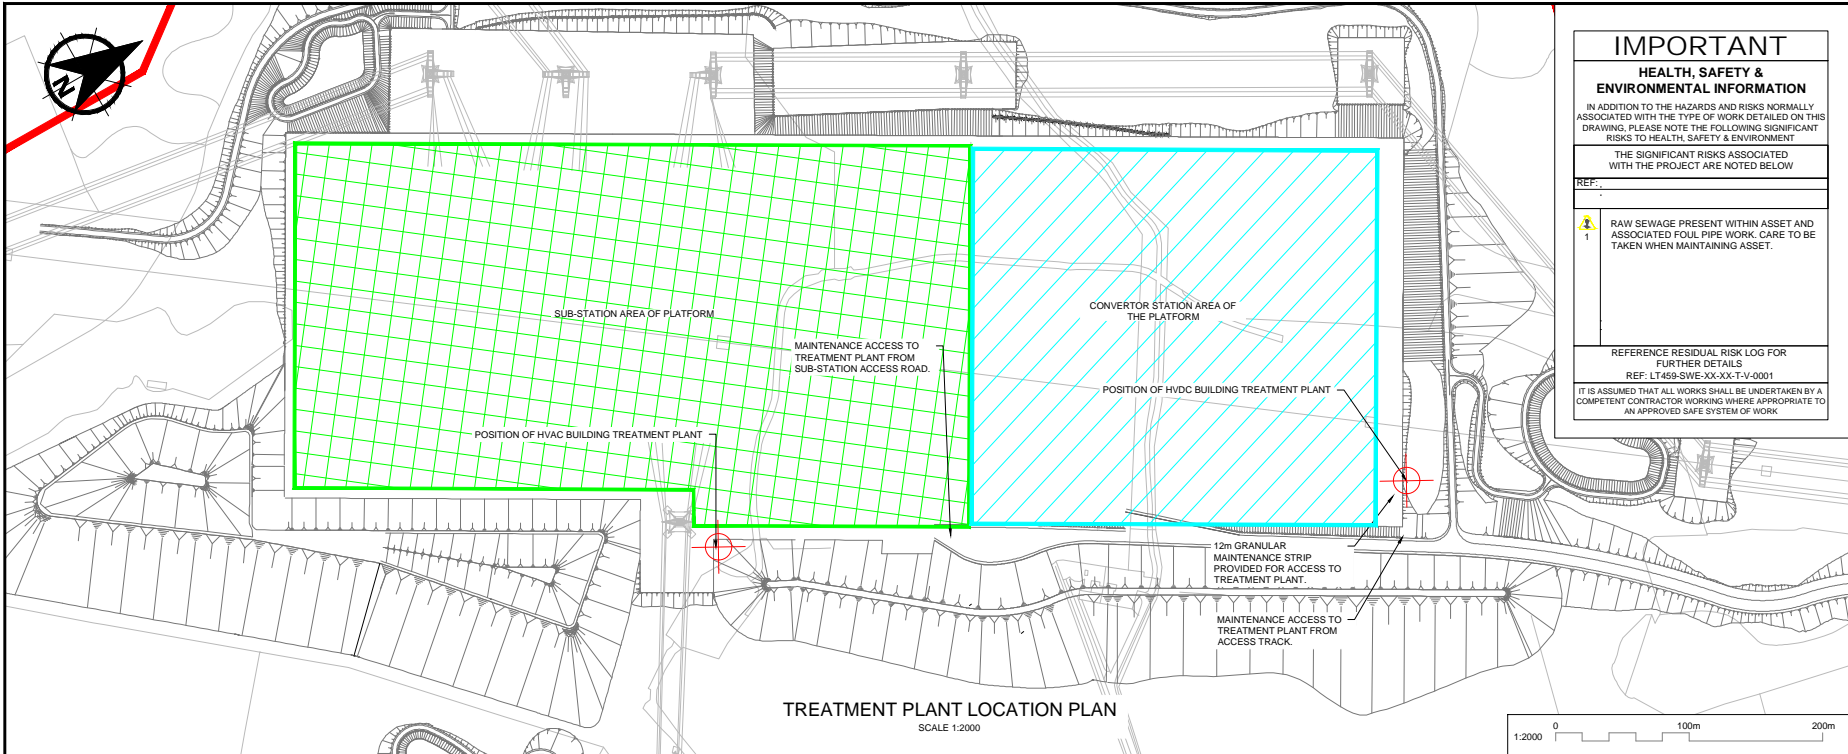 N
IMPORTANT
HEALTH, SAFETY &
ENVIRONMENTAL INFORMATION
IN ADDITION TO THE HAZARDS AND RISKS NORMALLY
ASSOCIATED WITH THE TYPE OF WORK DETAILED ON THIS
DRAWING, PLEASE NOTE THE FOLLOWING SIGNIFICANT
RISKS TO HEALTH, SAFETY & ENVIRONMENT
THE SIGNIFICANT RISKS ASSOCIATED
WITH THE PROJECT ARE NOTED BELOW
REF:
1
RAW SEWAGE PRESENT WITHIN ASSET AND
ASSOCIATED FOUL PIPE WORK. CARE TO BE
TAKEN WHEN MAINTAINING ASSET.
REFERENCE RESIDUAL RISK LOG FOR
FURTHER DETAILS
REF: LT459-SWE-XX-XX-T-V-0001
IT IS ASSUMED THAT ALL WORKS SHALL BE UNDERTAKEN BY A
COMPETENT CONTRACTOR WORKING WHERE APPROPRIATE TO
AN APPROVED SAFE SYSTEM OF WORK
SUB-STATION AREA OF PLATFORM
CONVERTOR STATION AREA OF
THE PLATFORM
MAINTENANCE ACCESS TO
TREATMENT PLANT FROM
SUB-STATION ACCESS ROAD.
POSITION OF HVDC BUILDING TREATMENT PLANT
POSITION OF HVAC BUILDING TREATMENT PLANT
12m GRANULAR
MAINTENANCE STRIP
PROVIDED FOR ACCESS TO
TREATMENT PLANT.
MAINTENANCE ACCESS TO
TREATMENT PLANT FROM
ACCESS TRACK.
TREATMENT PLANT LOCATION PLAN
SCALE 1:2000
1:2000
0
100m
200m